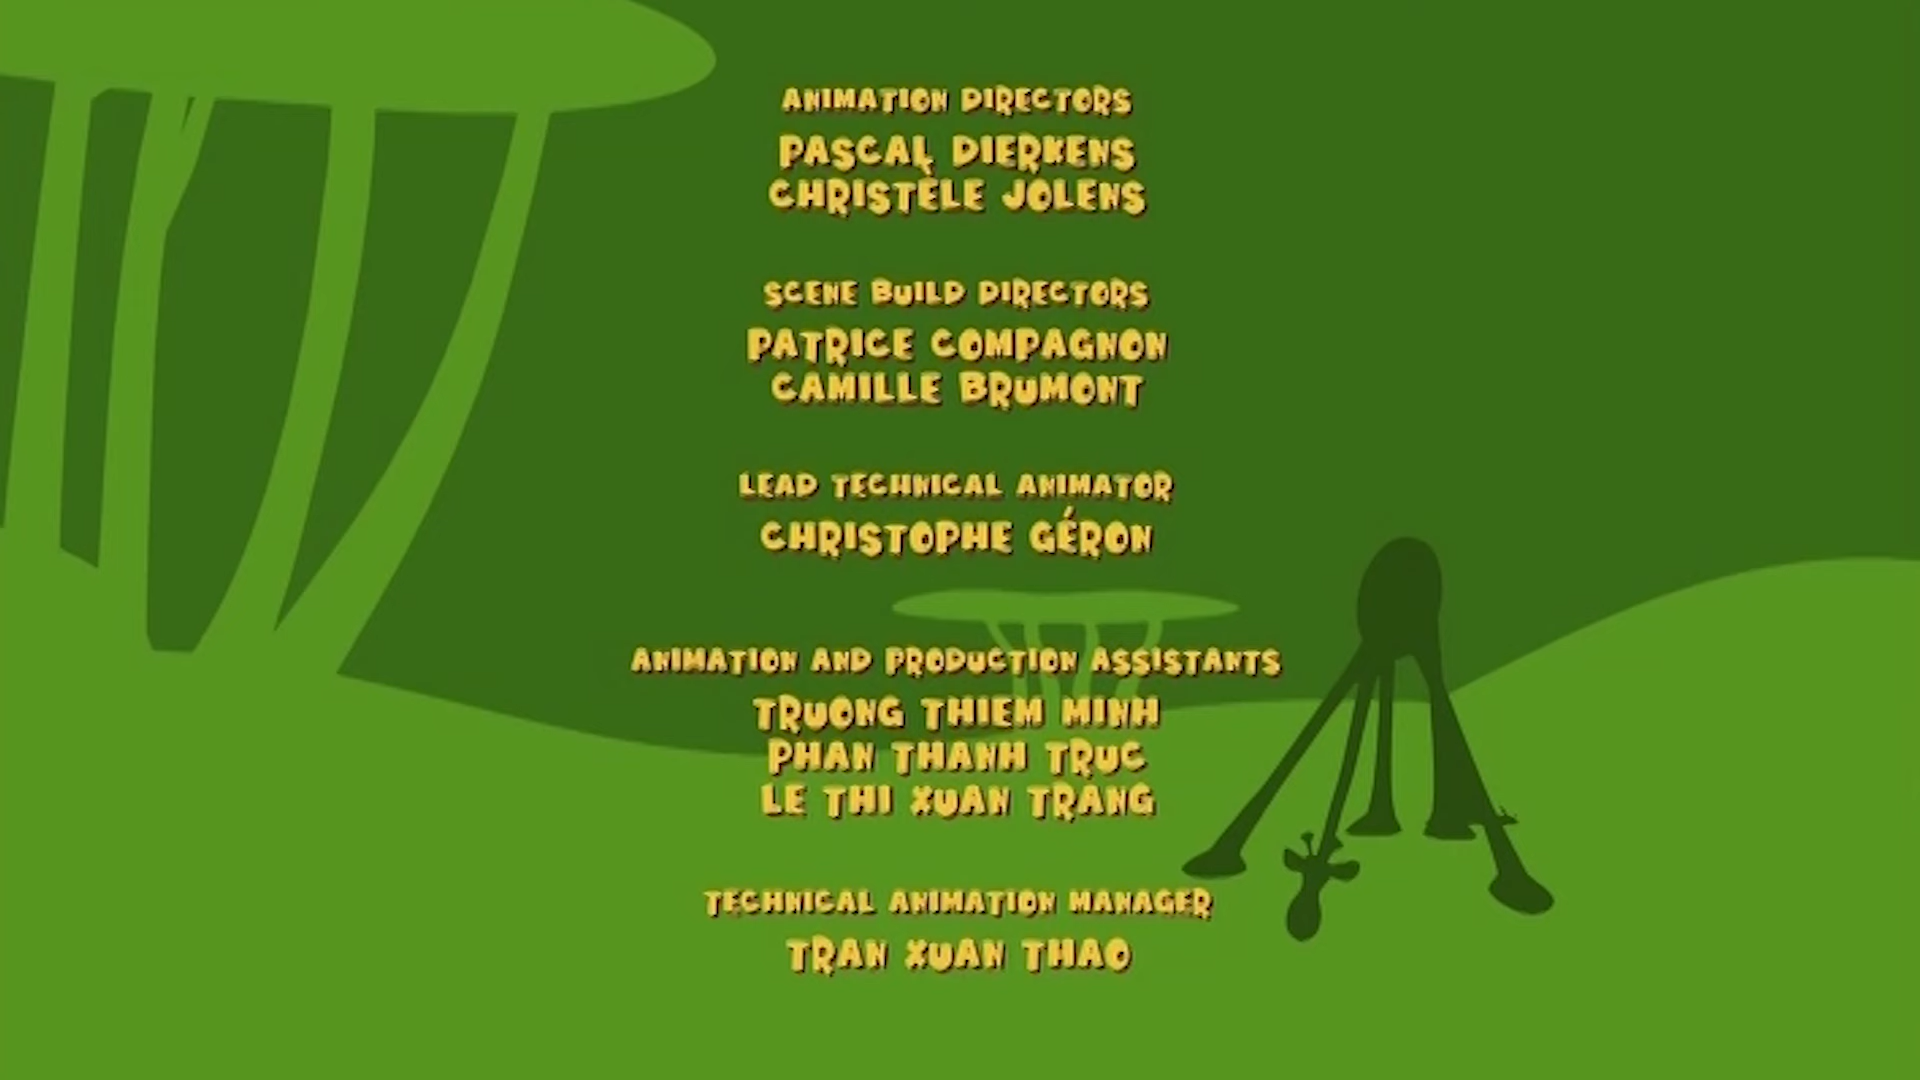 ANIMATION DIRECTORS
PASCAL DIERKENS
CHRISTÈLE JOLENS
SCENE BUILD DIRECTORS
PATRICE COMPAGNON
CAMILLE BRUMONT
LEAD TECHNICAL ANIMATOR
CHRISTOPHE GÉRON
ANIMATION AND PRODUCTION ASSISTANTS
TRUONG THIEM MINH
PHAN THANH TRUC
LE THI XUAN TRANG
TECHNICAL ANIMATION MANAGER
TRAN XUAN THAO